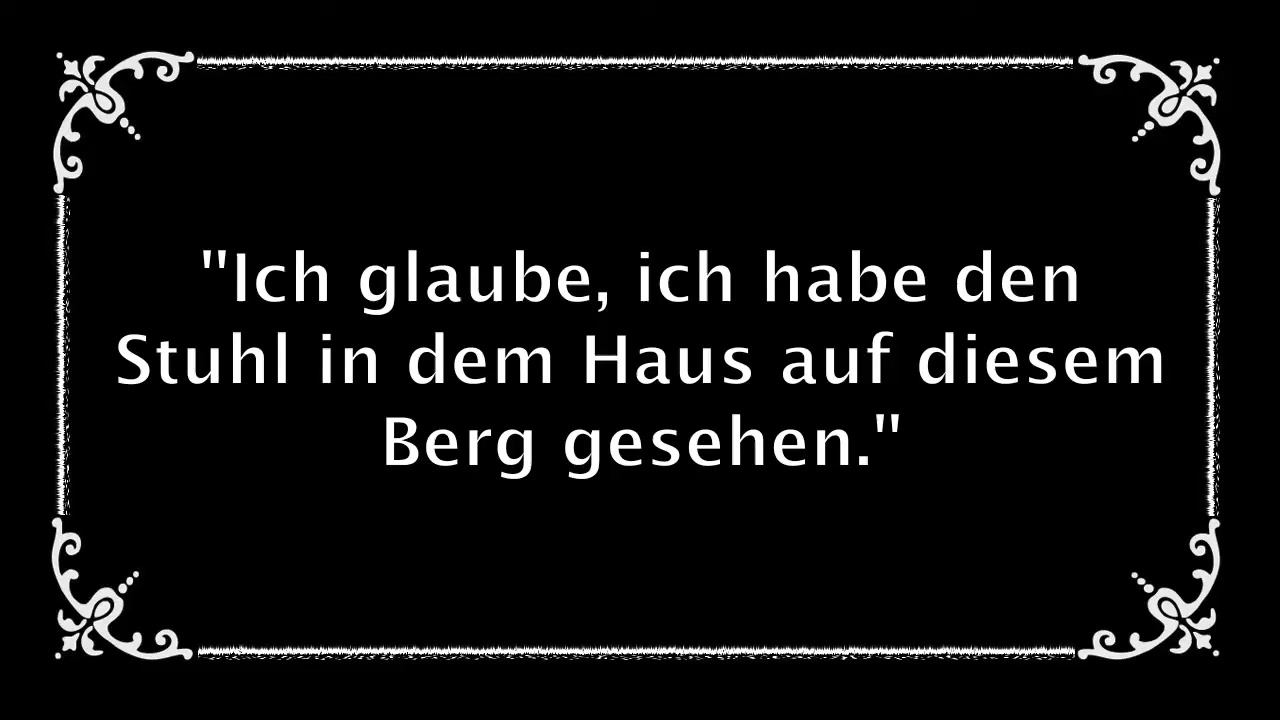 "Ich glaube, ich habe den
Stuhl in dem Haus auf diesem
Berg gesehen."